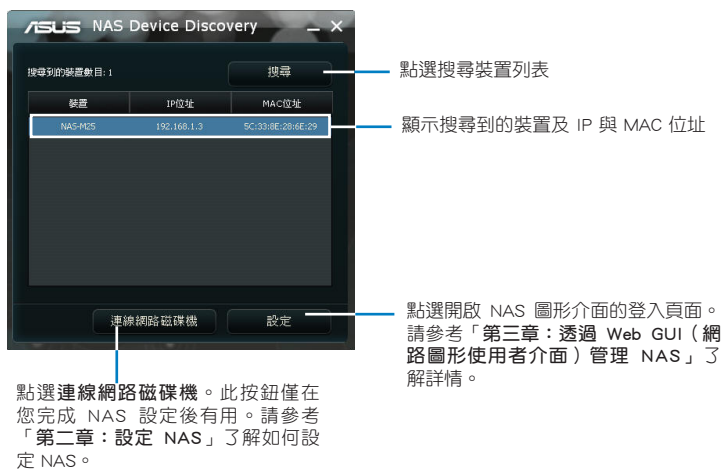 ASUS NAS Device Discovery
搜尋到的裝置數目: 1
搜尋
裝置 IP位址 MAC位址
NAS-M25 192.168.1.3 5C:33:8E:28:6E:29
連線網路磁碟機 設定
點選搜尋裝置列表
顯示搜尋到的裝置及 IP 與 MAC 位址
點選開啟 NAS 圖形介面的登入頁面。
請參考「第三章：透過 Web GUI（網
路圖形使用者介面）管理 NAS」了
解詳情。
點選連線網路磁碟機。此按鈕僅在
您完成 NAS 設定後有用。請參考
「第二章：設定 NAS」了解如何設
定 NAS。